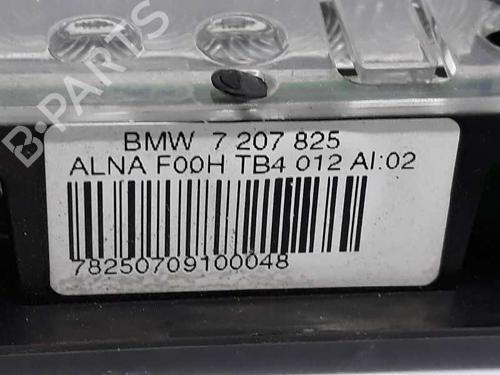 B-PARTS
BMW 7 207 825
ALNA F00H TB4 012 AI:02
78250709100048